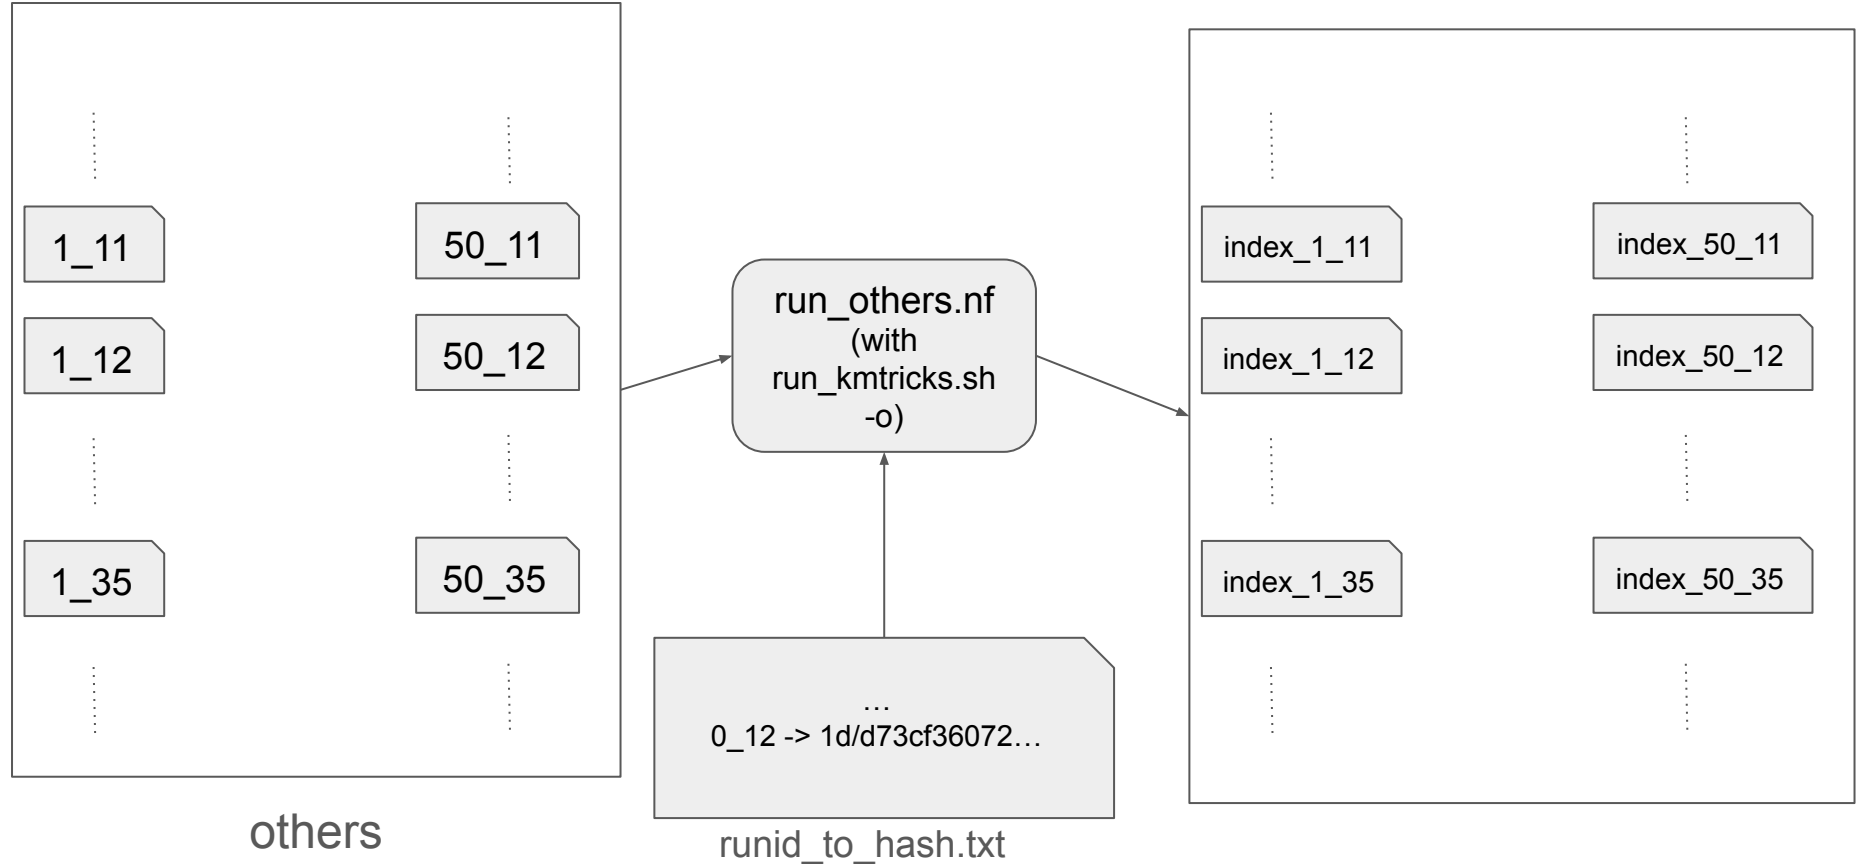 1_11
50_11
1_12
50_12
1_35
50_35
others
run_others.nf
(with
run_kmtricks.sh
-o)
…
0_12 -> 1d/d73cf36072…
runid_to_hash.txt
index_1_11
index_50_11
index_1_12
index_50_12
index_1_35
index_50_35